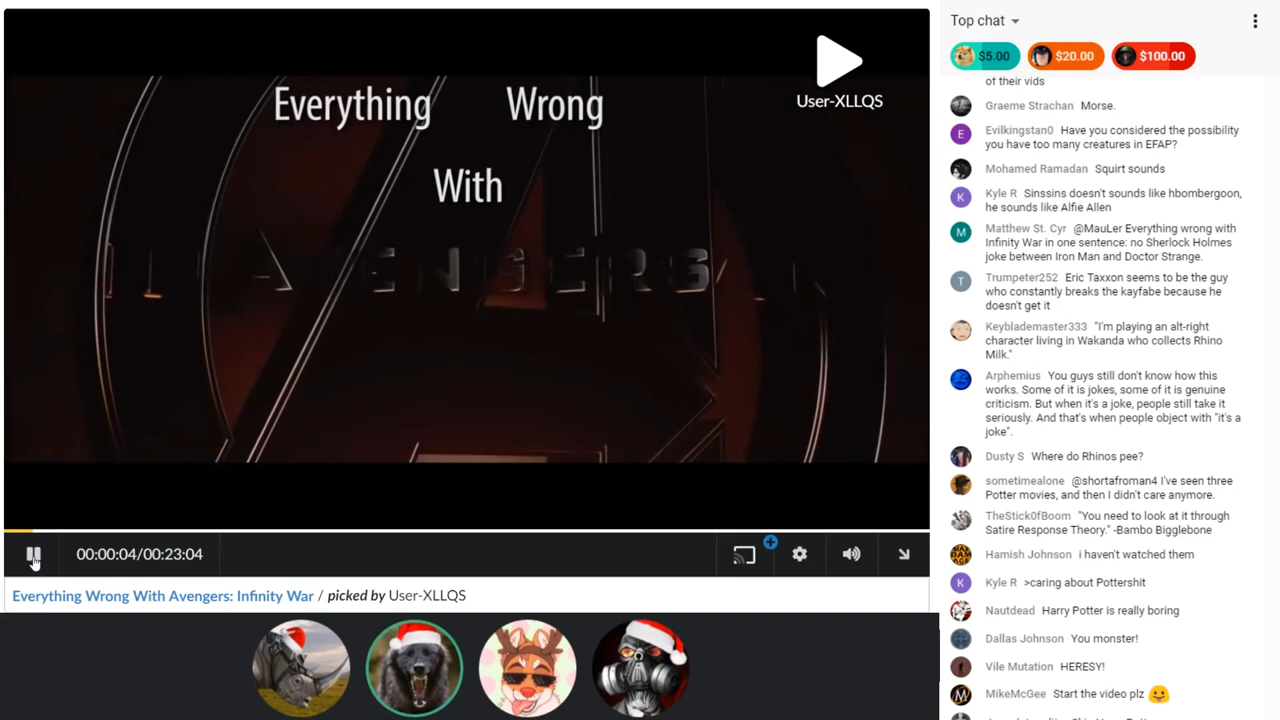 Everything Wrong
With
AVENGERS
User-XLLQS
00:00:04/00:23:04
Everything Wrong With Avengers: Infinity War / picked by User-XLLQS
Top chat
$5.00 $20.00 $100.00
of their vids
Graeme Strachan Morse.
Evilkingstan0 Have you considered the possibility
you have too many creatures in EFAP?
Mohamed Ramadan Squirt sounds
Kyle R Sinssins doesn't sounds like hbombergoon,
he sounds like Alfie Allen
Matthew St. Cyr @MauLer Everything wrong with
Infinity War in one sentence: no Sherlock Holmes
joke between Iron Man and Doctor Strange.
Trumpeter252 Eric Taxxon seems to be the guy
who constantly breaks the kayfabe because he
doesn't get it
Keyblademaster333 "I'm playing an alt-right
character living in Wakanda who collects Rhino
Milk."
Arphemius You guys still don't know how this
works. Some of it is jokes, some of it is genuine
criticism. But when it's a joke, people still take it
seriously. And that's when people object with "it's a
joke".
Dusty S Where do Rhinos pee?
sometimealone @shortafroman4 I've seen three
Potter movies, and then I didn't care anymore.
TheStick0fBoom "You need to look at it through
Satire Response Theory." -Bambo Bigglebone
Hamish Johnson i haven't watched them
Kyle R >caring about Pottershit
Nautdead Harry Potter is really boring
Dallas Johnson You monster!
Vile Mutation HERESY!
MikeMcGee Start the video plz